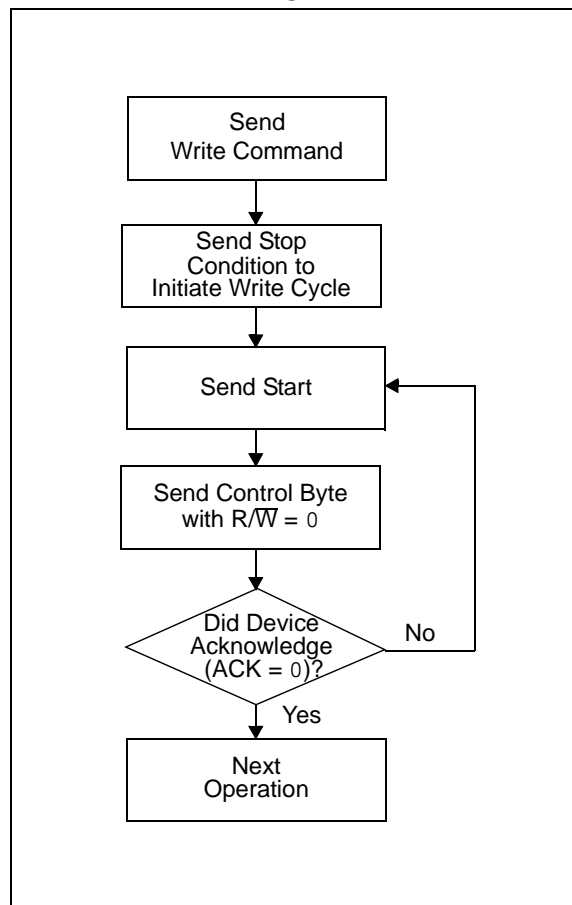 Send
Write Command
Send Stop
Condition to
Initiate Write Cycle
Send Start
Send Control Byte
with R/W̅ = 0
Did Device
Acknowledge
(ACK = 0)?
No
Yes
Next
Operation